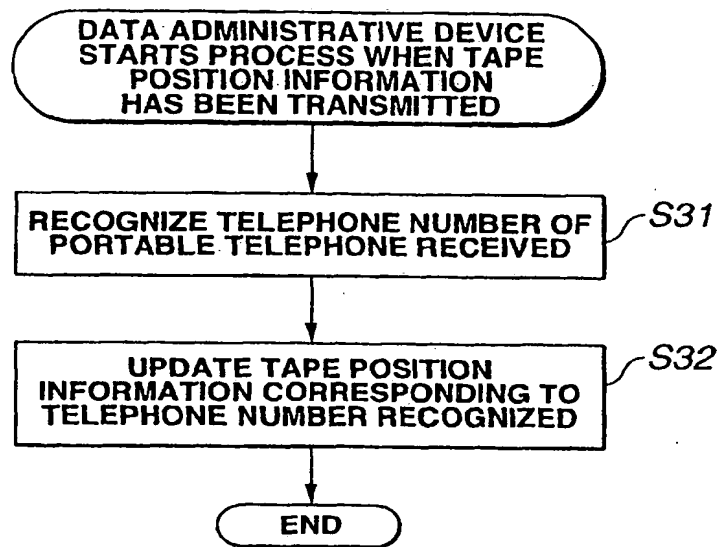 DATA ADMINISTRATIVE DEVICE
STARTS PROCESS WHEN TAPE
POSITION INFORMATION
HAS BEEN TRANSMITTED
RECOGNIZE TELEPHONE NUMBER OF
PORTABLE TELEPHONE RECEIVED
S31
UPDATE TAPE POSITION
INFORMATION CORRESPONDING TO
TELEPHONE NUMBER RECOGNIZED
S32
END